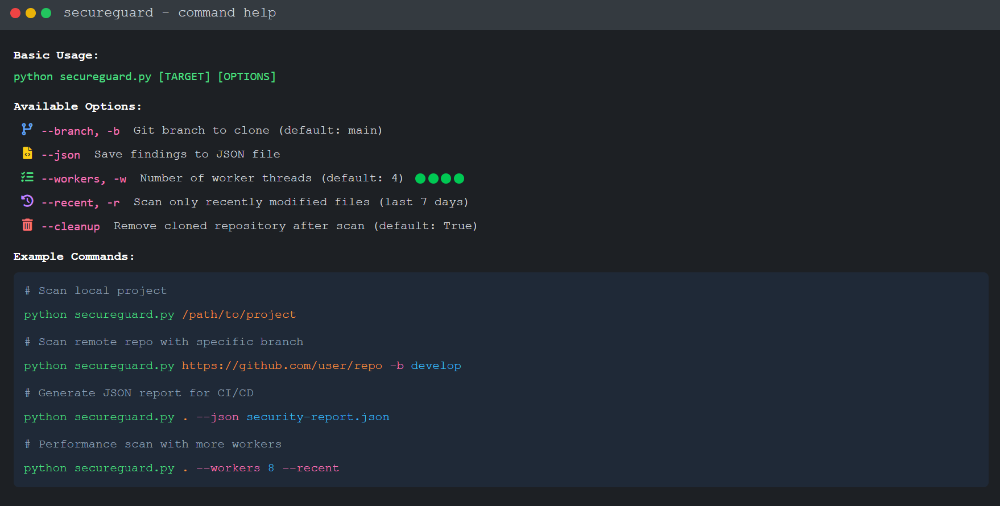 secureguard - command help
Basic Usage:
python secureguard.py [TARGET] [OPTIONS]
Available Options:
--branch, -b Git branch to clone (default: main)
--json Save findings to JSON file
--workers, -w Number of worker threads (default: 4)
--recent, -r Scan only recently modified files (last 7 days)
--cleanup Remove cloned repository after scan (default: True)
Example Commands:
# Scan local project
python secureguard.py /path/to/project
# Scan remote repo with specific branch
python secureguard.py https://github.com/user/repo -b develop
# Generate JSON report for CI/CD
python secureguard.py . --json security-report.json
# Performance scan with more workers
python secureguard.py . --workers 8 --recent